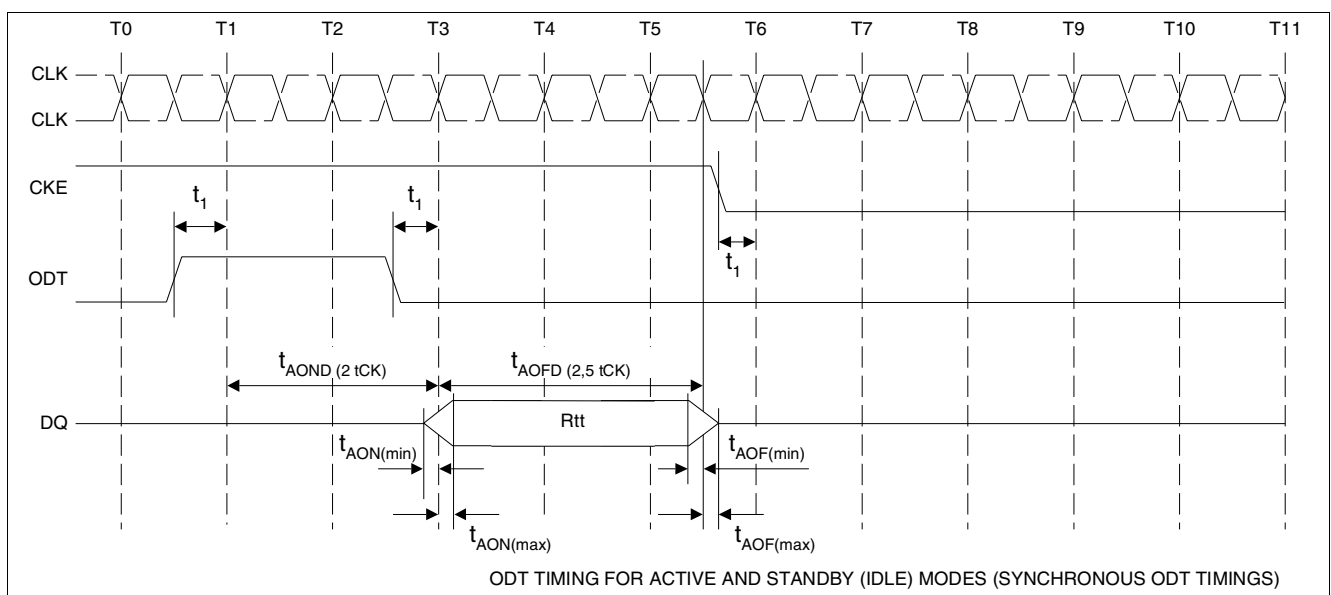 T0 T1 T2 T3 T4 T5 T6 T7 T8 T9 T10 T11
CLK
CLK
CKE
t1
t1
t1
ODT
tAOND (2 tCK)
tAOFD (2,5 tCK)
DQ
Rtt
tAON(min)
tAOF(min)
tAON(max)
tAOF(max)
ODT TIMING FOR ACTIVE AND STANDBY (IDLE) MODES (SYNCHRONOUS ODT TIMINGS)